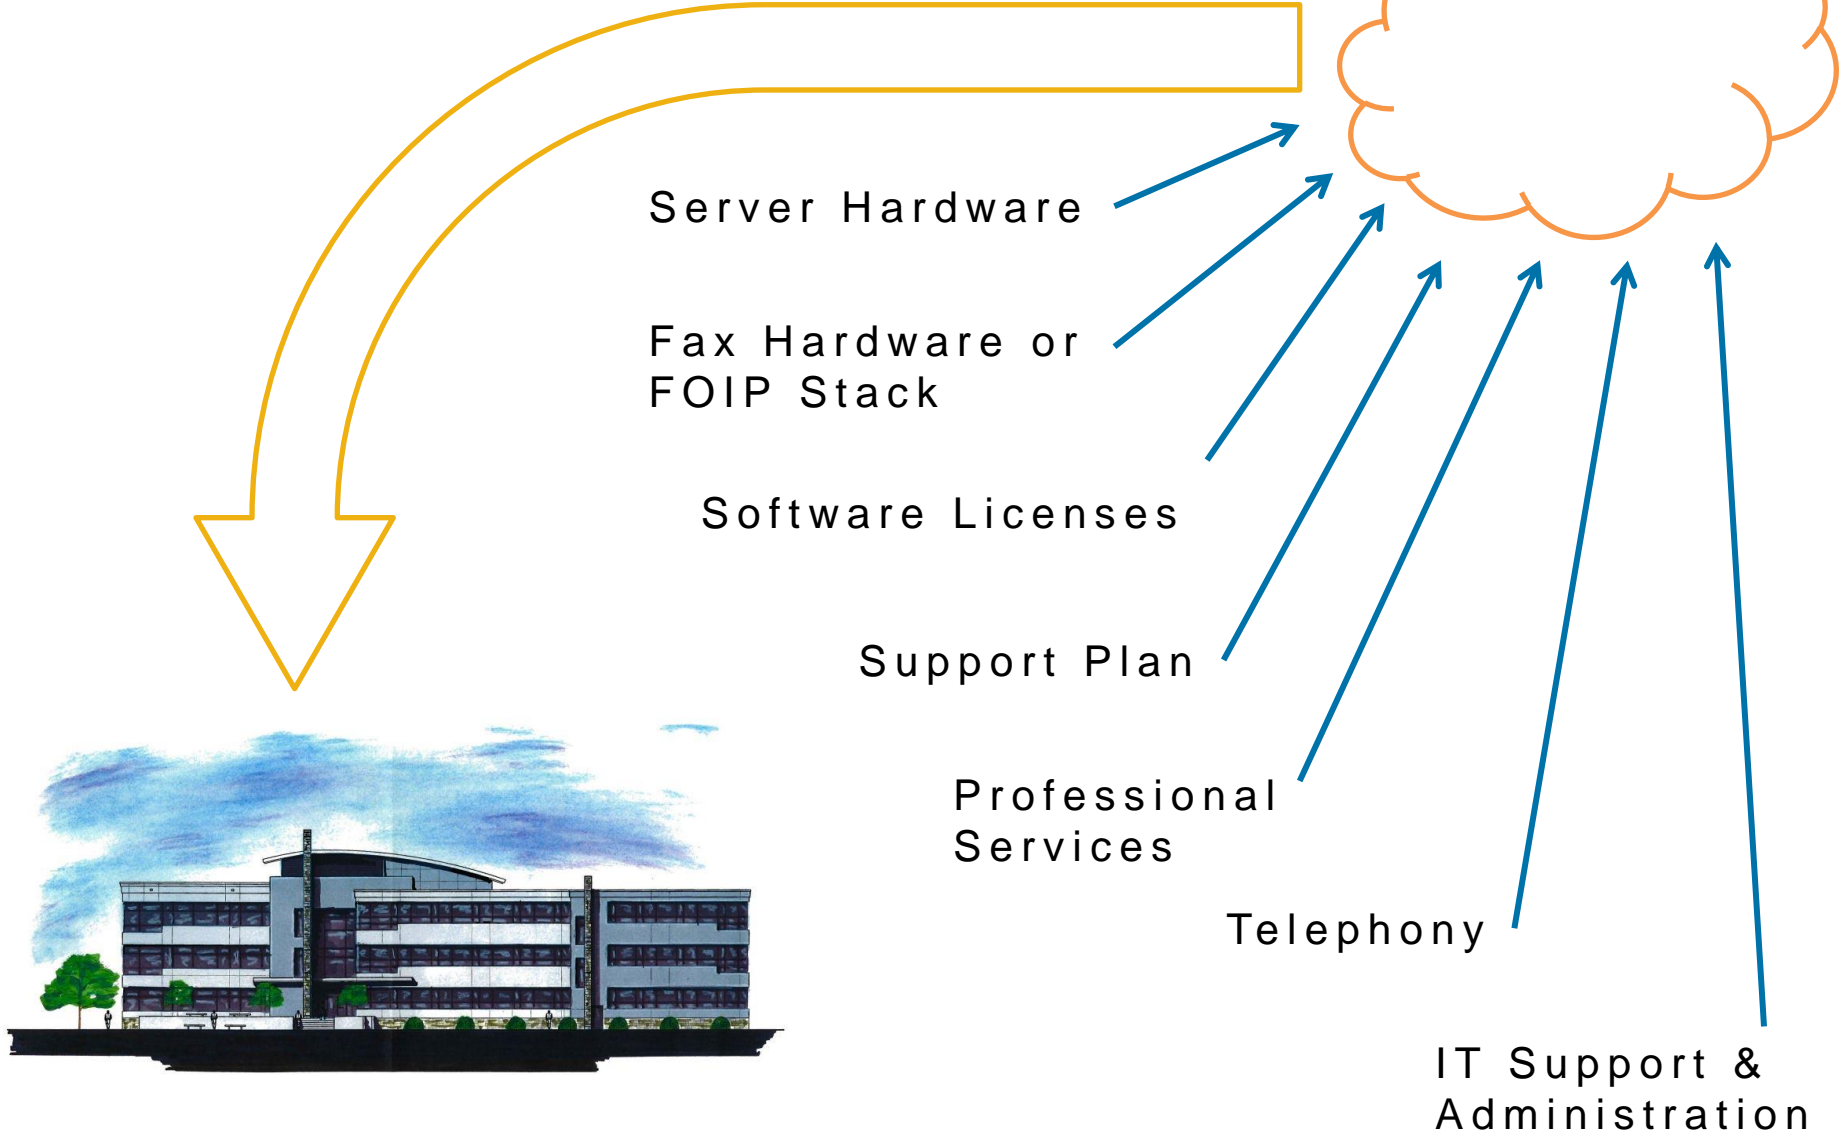 Server Hardware
Fax Hardware or
FOIP Stack
Software Licenses
Support Plan
Professional
Services
Telephony
IT Support &
Administration